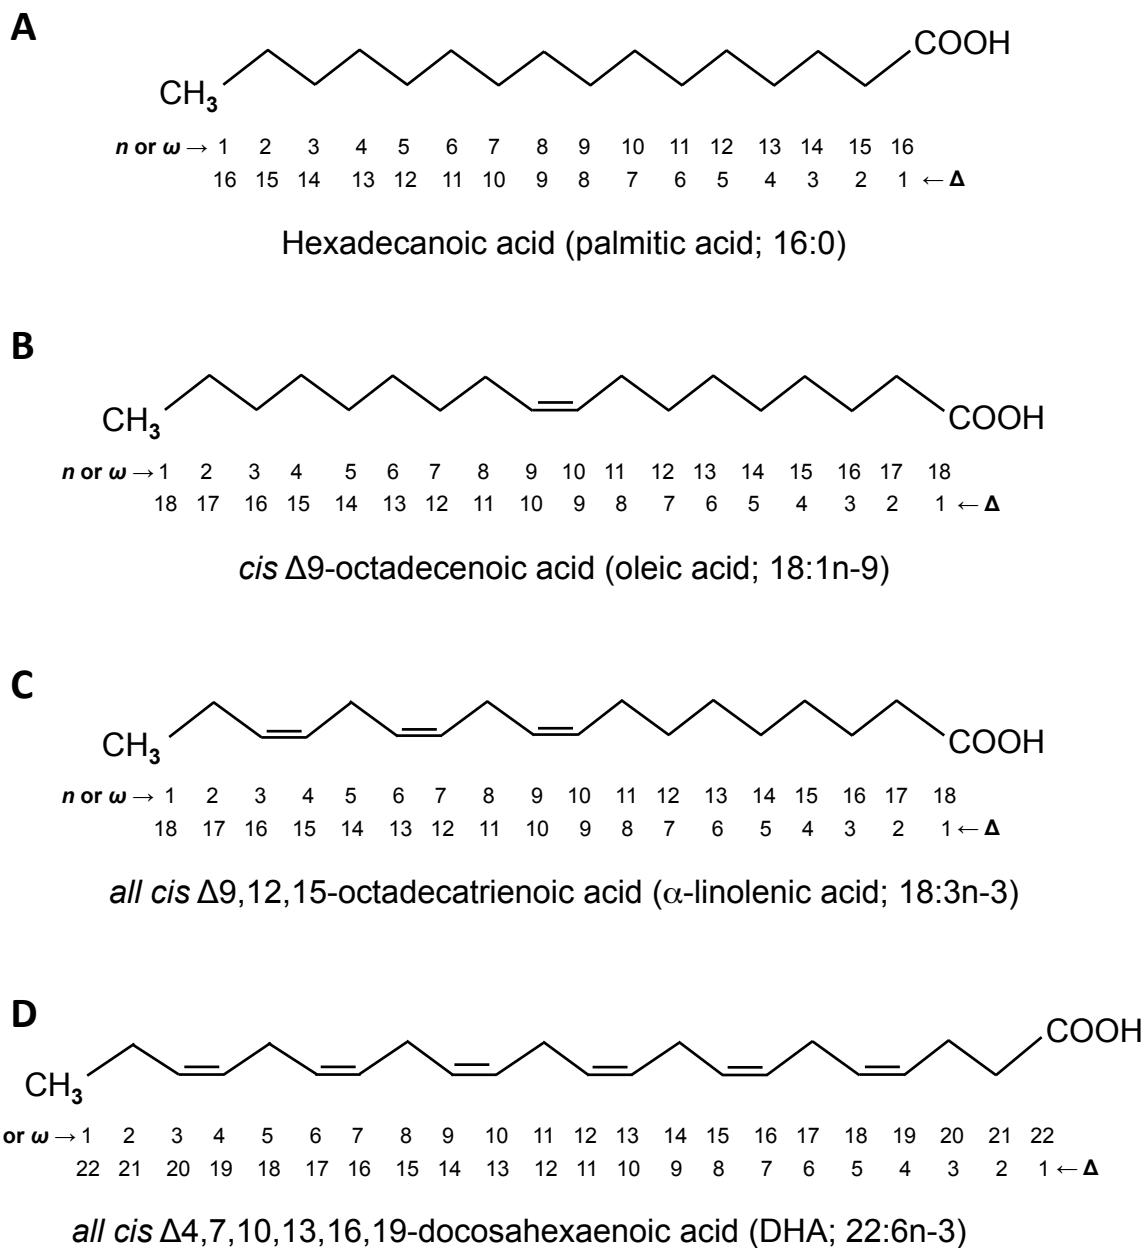 A
COOH
CH3
n or ω → 1 2 3 4 5 6 7 8 9 10 11 12 13 14 15 16
16 15 14 13 12 11 10 9 8 7 6 5 4 3 2 1 ← Δ
Hexadecanoic acid (palmitic acid; 16:0)
B
CH3 COOH
n or ω → 1 2 3 4 5 6 7 8 9 10 11 12 13 14 15 16 17 18
18 17 16 15 14 13 12 11 10 9 8 7 6 5 4 3 2 1 ← Δ
cis Δ9-octadecenoic acid (oleic acid; 18:1n-9)
C
CH3 COOH
n or ω → 1 2 3 4 5 6 7 8 9 10 11 12 13 14 15 16 17 18
18 17 16 15 14 13 12 11 10 9 8 7 6 5 4 3 2 1 ← Δ
all cis Δ9,12,15-octadecatrienoic acid (α-linolenic acid; 18:3n-3)
D
COOH
CH3
or ω → 1 2 3 4 5 6 7 8 9 10 11 12 13 14 15 16 17 18 19 20 21 22
22 21 20 19 18 17 16 15 14 13 12 11 10 9 8 7 6 5 4 3 2 1 ← Δ
all cis Δ4,7,10,13,16,19-docosahexaenoic acid (DHA; 22:6n-3)